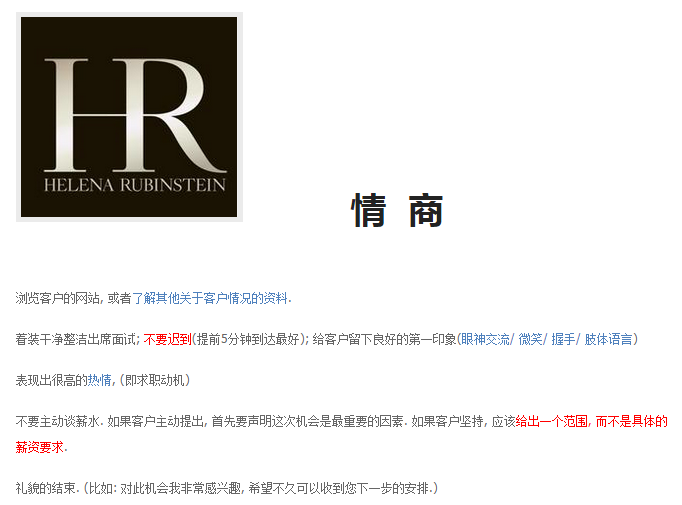 HR
HELENA RUBINSTEIN
情 商
浏览客户的网站, 或者了解其他关于客户情况的资料.
着装干净整洁出席面试; 不要迟到(提前5分钟到达最好); 给客户留下良好的第一印象(眼神交流/ 微笑/ 握手/ 肢体语言)
表现出很高的热情, (即求职动机)
不要主动谈薪水. 如果客户主动提出, 首先要声明这次机会是最重要的因素. 如果客户坚持, 应该给出一个范围, 而不是具体的
薪资要求.
礼貌的结束. (比如: 对此机会我非常感兴趣, 希望不久可以收到您下一步的安排.)